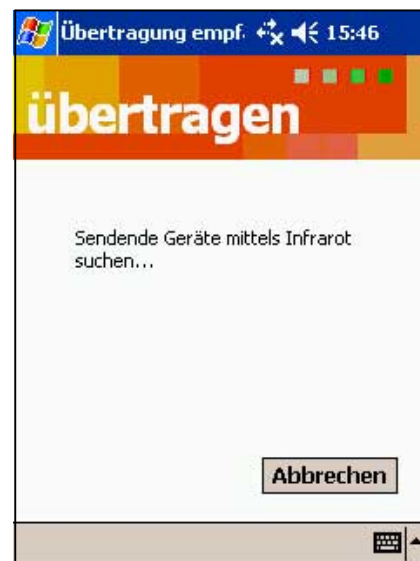 Übertragung empf. 15:46
übertragen
Sendende Geräte mittels Infrarot
suchen...
Abbrechen